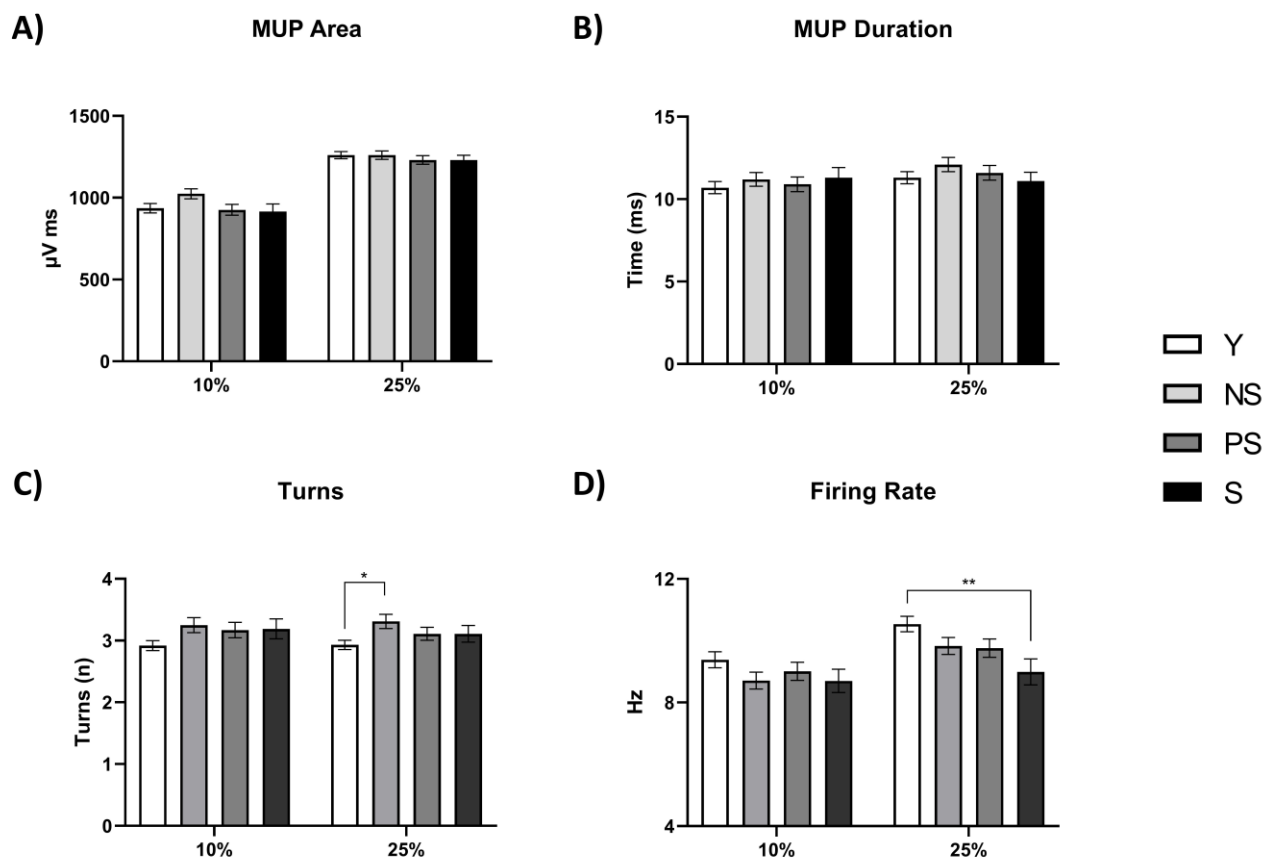 A)
MUP Area
1500
1000
500
0
µV ms
10%
25%
B)
MUP Duration
15
10
5
0
Time (ms)
10%
25%
Y
NS
PS
S
C)
Turns
4
3
2
1
0
Turns (n)
*
10%
25%
D)
Firing Rate
12
8
4
Hz
**
10%
25%